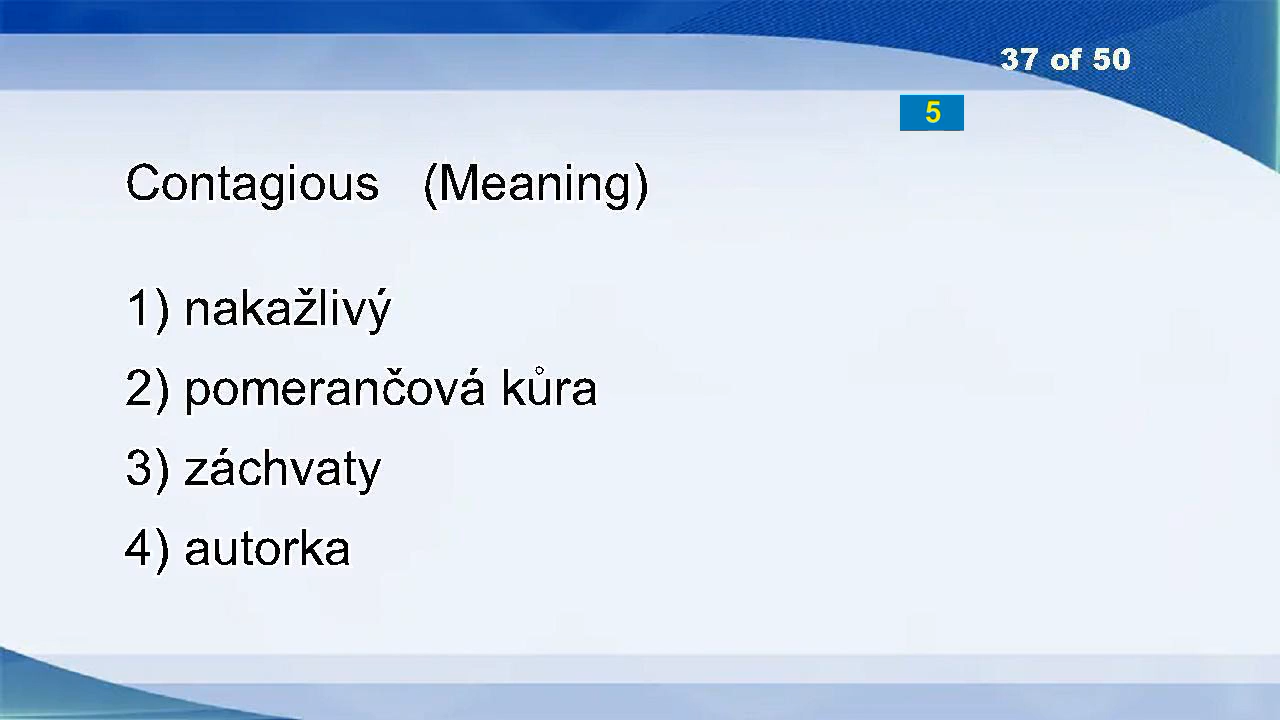 37 of 50
5
Contagious (Meaning)
1) nakažlivý
2) pomerančová kůra
3) záchvaty
4) autorka